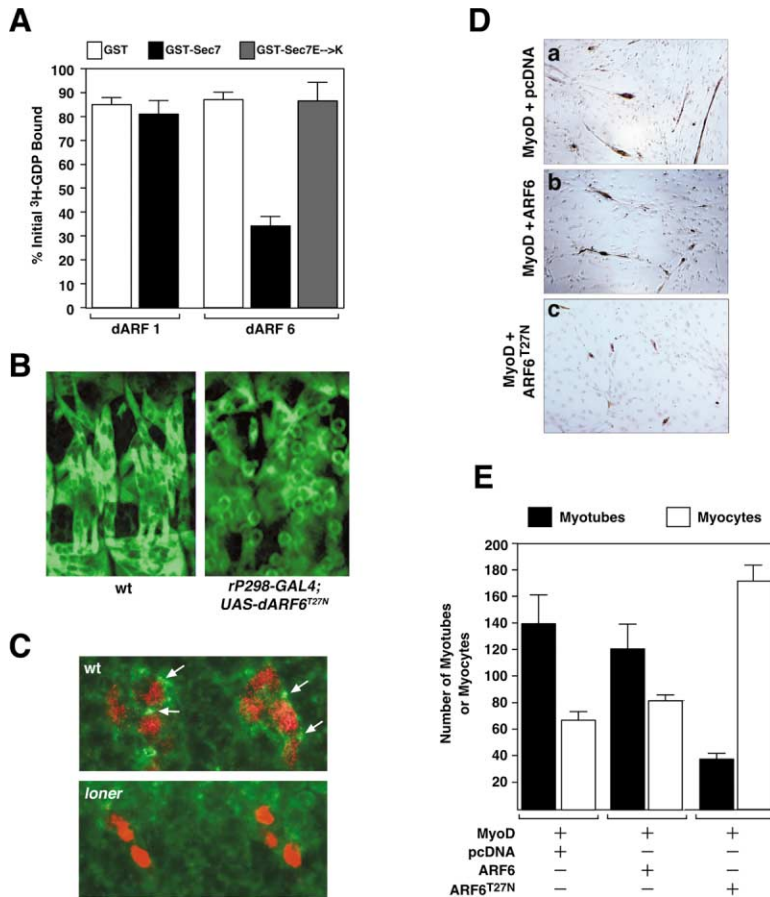 A
GST GST-Sec7 GST-Sec7E-->K
% Initial ³H-GDP Bound
100
90
80
70
60
50
40
30
20
10
0
dARF 1 dARF 6
B
wt
rP298-GAL4;
UAS-dARF6T27N
C
wt
loner
D
a
MyoD + pcDNA
b
MyoD + ARF6
c
MyoD +
ARF6T27N
E
Myotubes Myocytes
Number of Myotubes
or Myocytes
200
180
160
140
120
100
80
60
40
20
MyoD + + +
pcDNA + − −
ARF6 − + −
ARF6T27N − − +